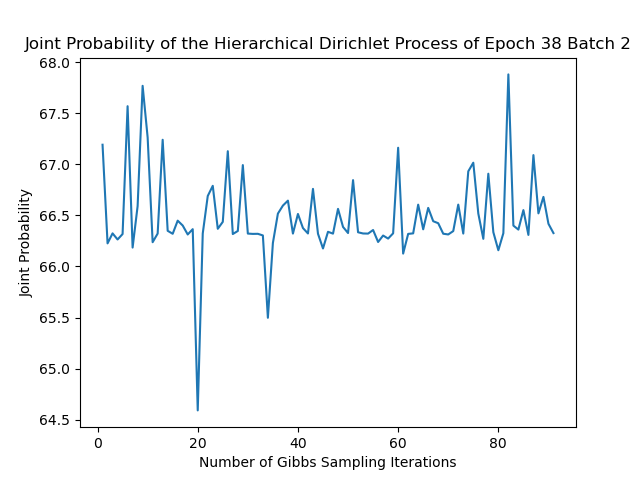 Joint Probability of the Hierarchical Dirichlet Process of Epoch 38 Batch 2
68.0
67.5
67.0
66.5
66.0
65.5
65.0
64.5
Joint Probability
0 20 40 60 80
Number of Gibbs Sampling Iterations